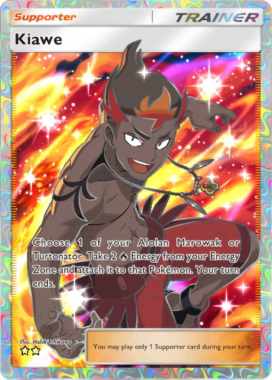 Supporter
TRAINER
Kiawe
Choose 1 of your Alolan Marowak or
Turtonator. Take 2 Energy from your Energy
Zone and attach it to that Pokémon. Your turn
ends.
Illus.
You may play only 1 Supporter card during your turn.